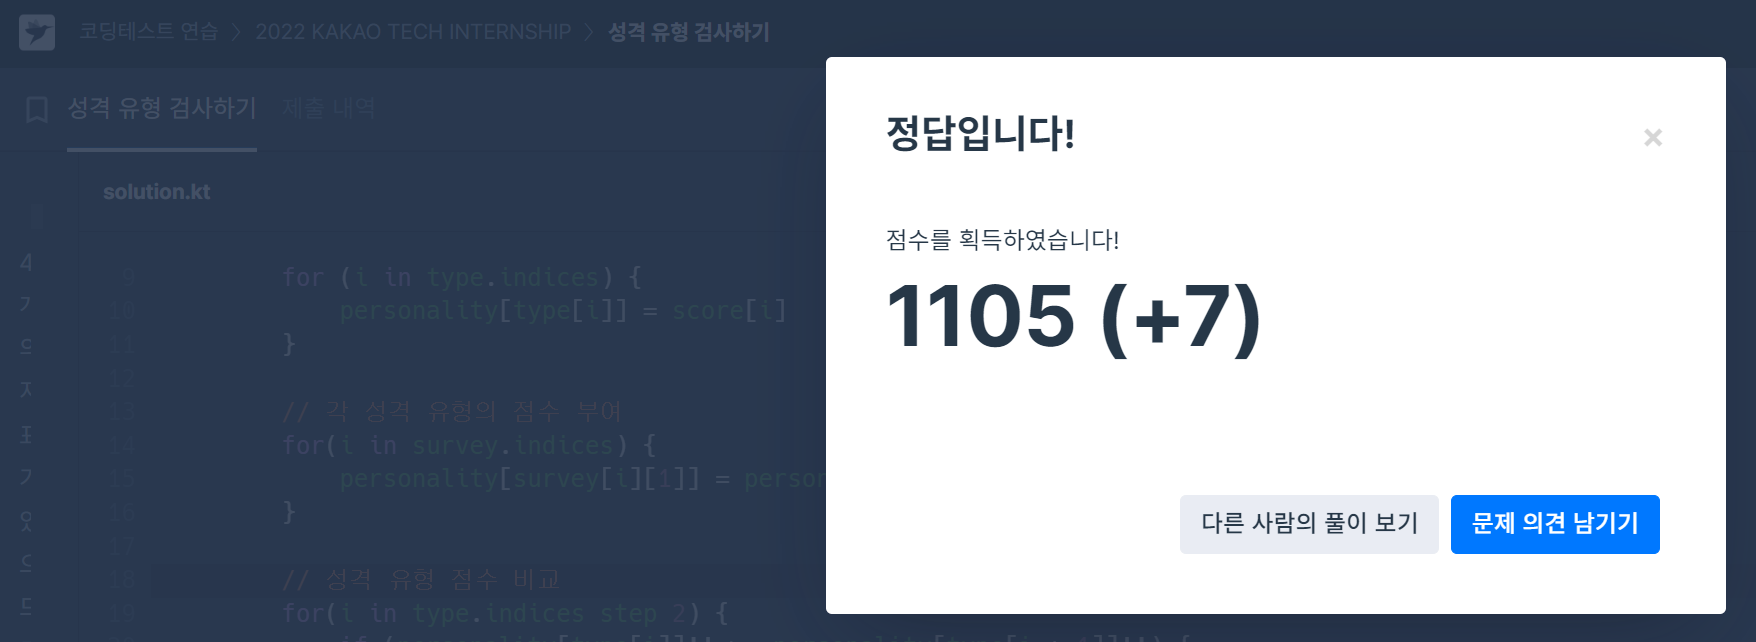 코딩테스트 연습 > 2022 KAKAO TECH INTERNSHIP > 성격 유형 검사하기
성격 유형 검사하기 제출 내역
solution.kt
9 for (i in type.indices) {
10 personality[type[i]] = score[i]
11 }
12
13 // 각 성격 유형의 점수 부여
14 for(i in survey.indices) {
15 personality[survey[i][1]] = person
16 }
17
18 // 성격 유형 점수 비교
19 for(i in type.indices step 2) {
정답입니다!
×
점수를 획득하였습니다!
1105 (+7)
다른 사람의 풀이 보기
문제 의견 남기기